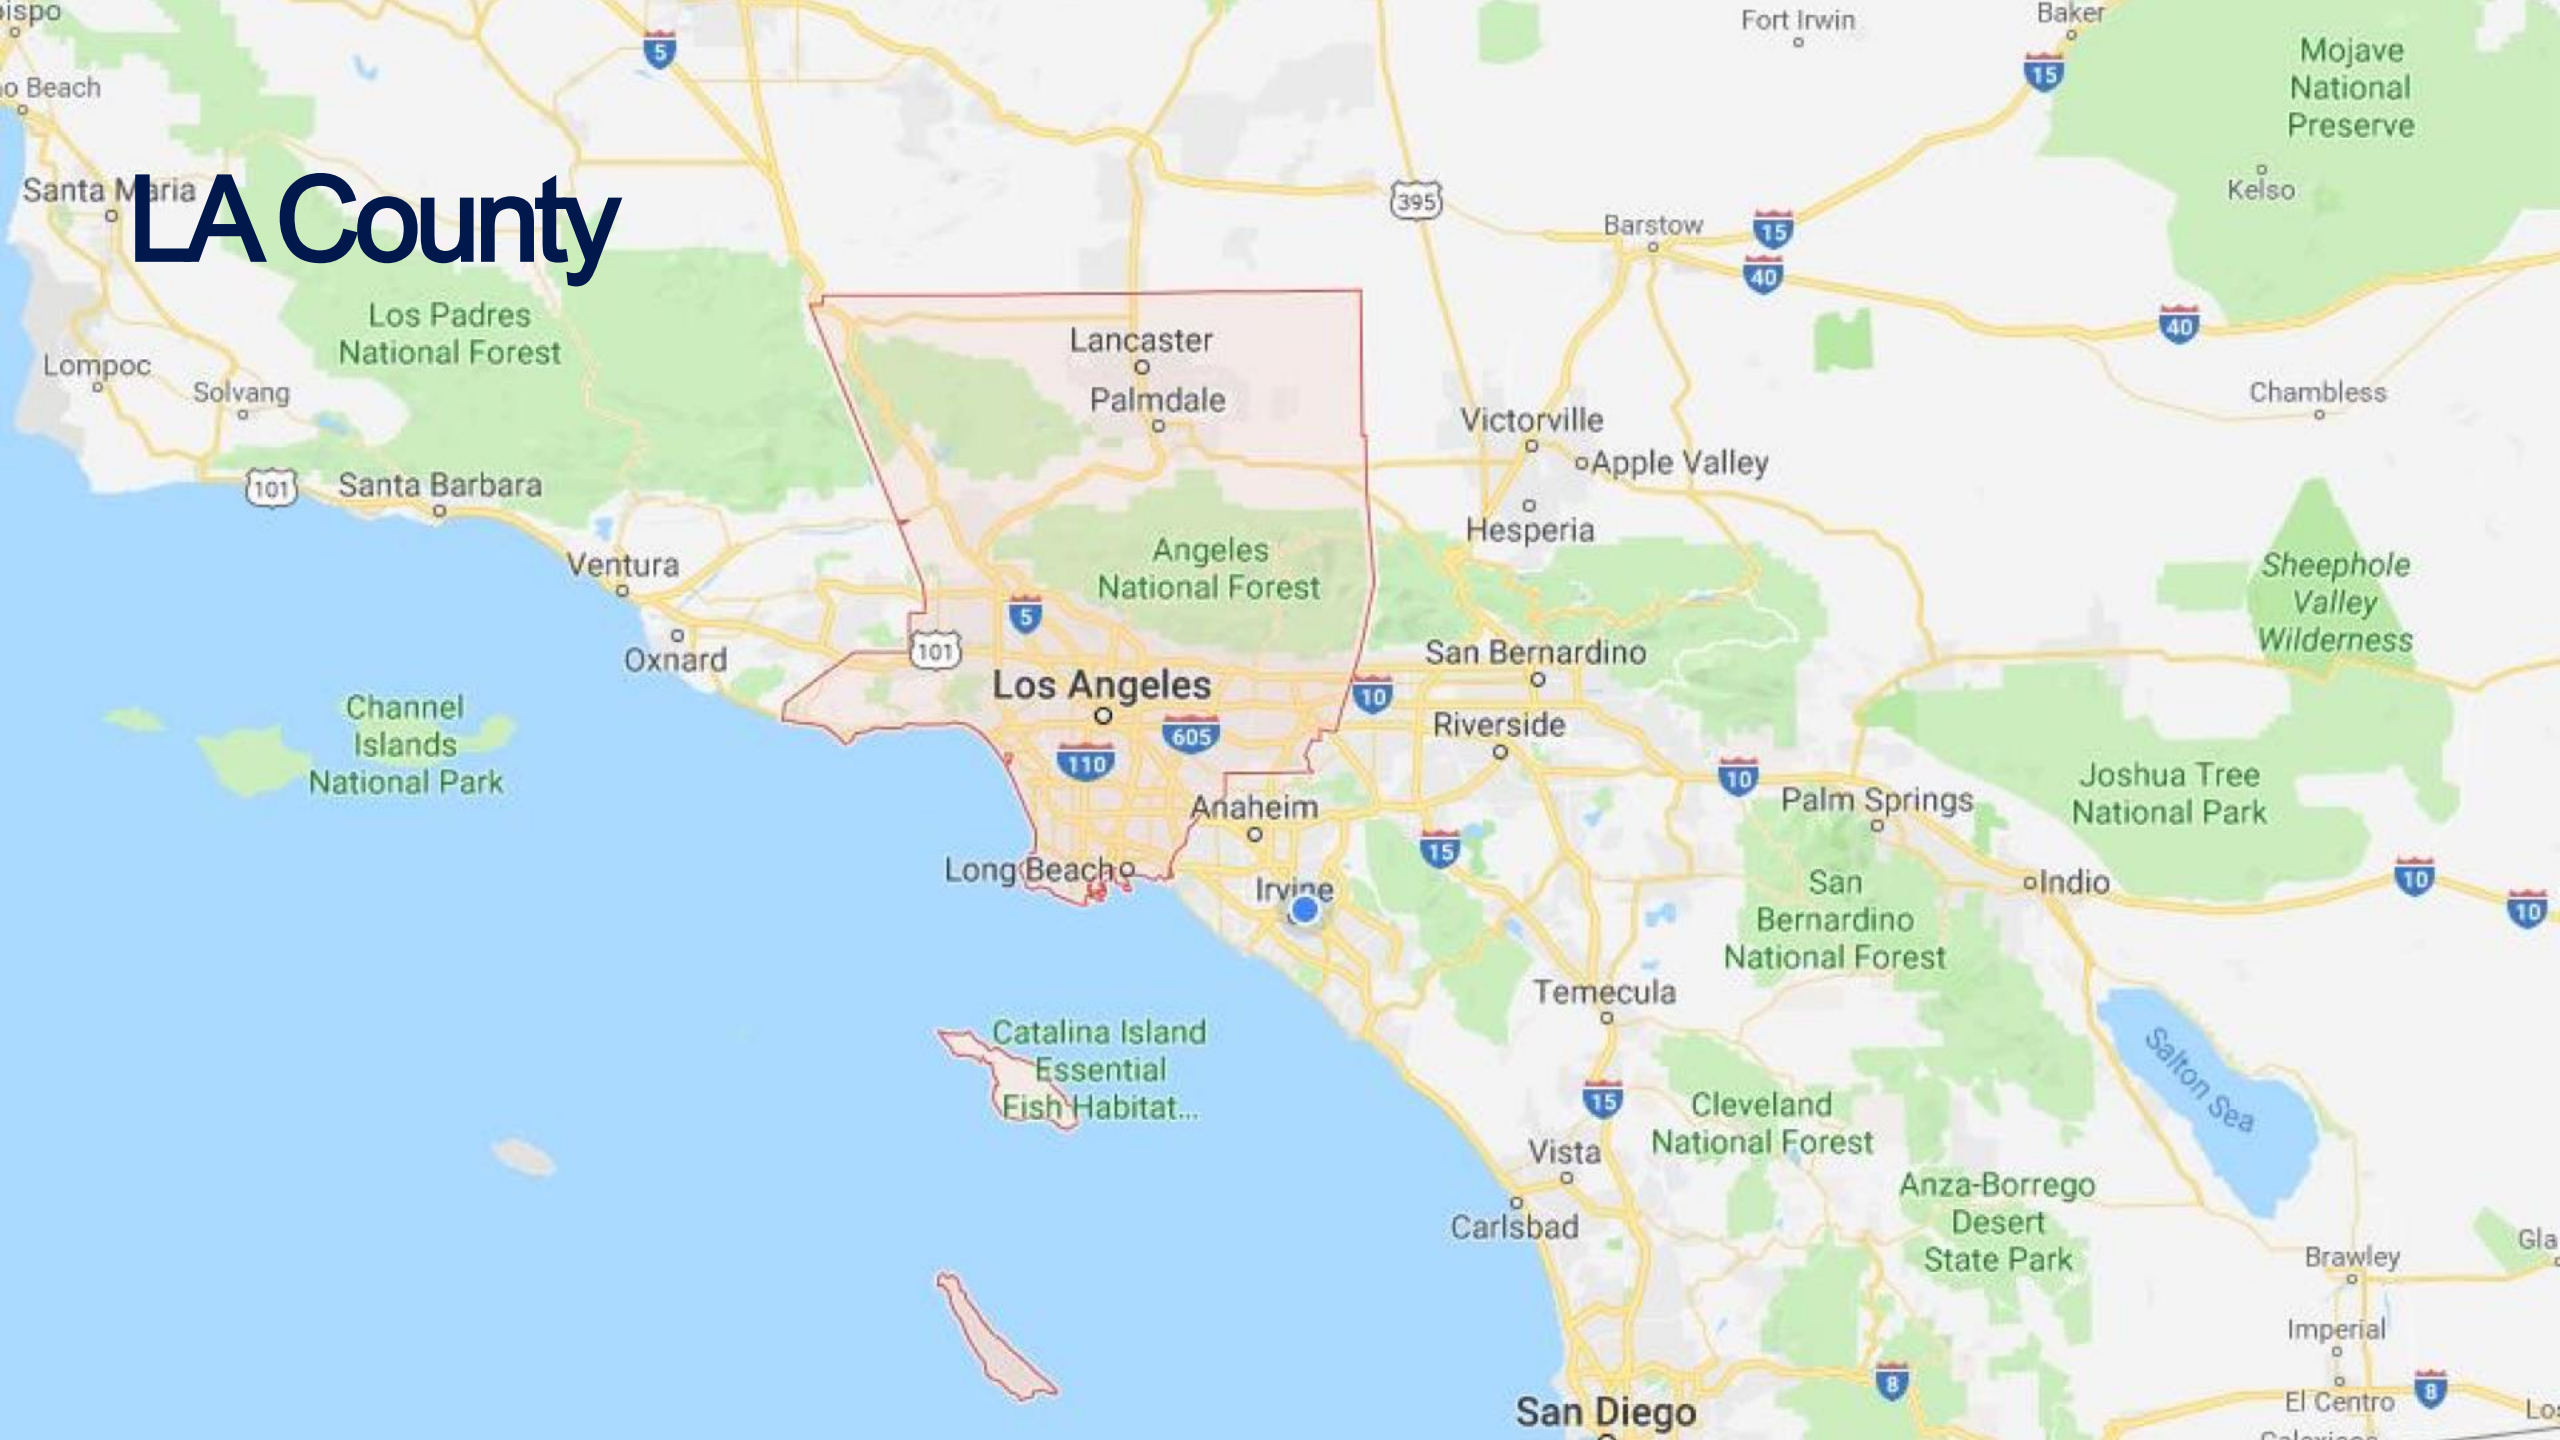 Fort Irwin
Baker
5
15
Mojave
National
Preserve
Santa Maria
LA County
395
Kelso
Barstow
15
40
Los Padres
National Forest
40
Lancaster
Lompoc
Solvang
Palmdale
Chambless
Victorville
Apple Valley
101
Santa Barbara
Hesperia
Angeles
National Forest
Ventura
Sheephole
Valley
Wilderness
5
Oxnard
101
San Bernardino
Los Angeles
10
Channel
Islands
National Park
605
Riverside
110
10
Joshua Tree
National Park
Anaheim
Palm Springs
15
Long Beach
Irvine
Indio
10
10
San
Bernardino
National Forest
Temecula
Catalina Island
Essential
Fish Habitat...
Salton Sea
15
Cleveland
National Forest
Vista
Anza-Borrego
Desert
State Park
Carlsbad
Brawley
Imperial
8
8
El Centro
San Diego